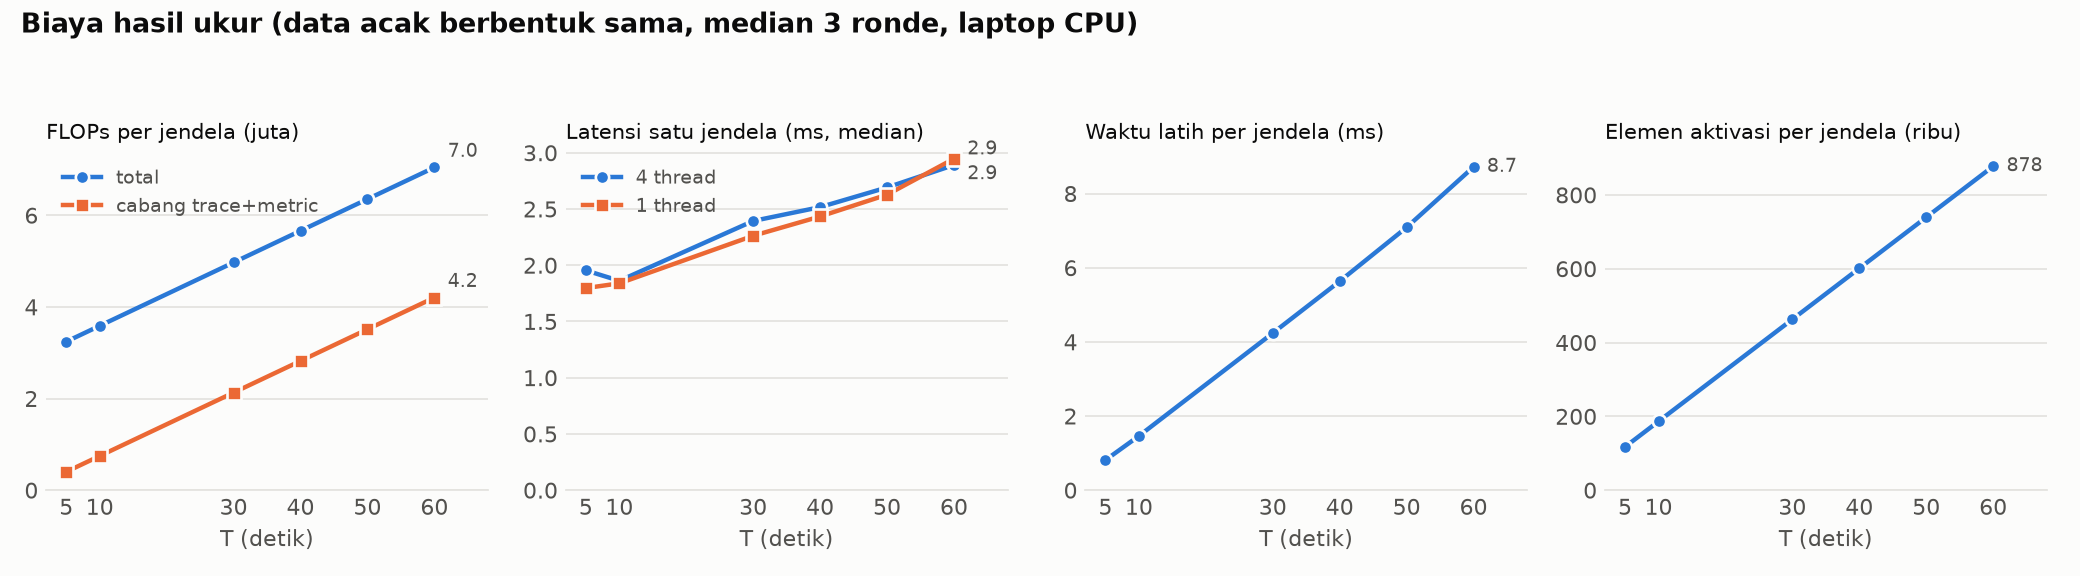 Biaya hasil ukur (data acak berbentuk sama, median 3 ronde, laptop CPU)
FLOPs per jendela (juta)
7.0
total
cabang trace+metric
6
4.2
4
2
0
5 10 30 40 50 60
T (detik)
Latensi satu jendela (ms, median)
3.0
2.9
2.9
4 thread
1 thread
2.5
2.0
1.5
1.0
0.5
0.0
5 10 30 40 50 60
T (detik)
Waktu latih per jendela (ms)
8.7
8
6
4
2
0
5 10 30 40 50 60
T (detik)
Elemen aktivasi per jendela (ribu)
878
800
600
400
200
0
5 10 30 40 50 60
T (detik)